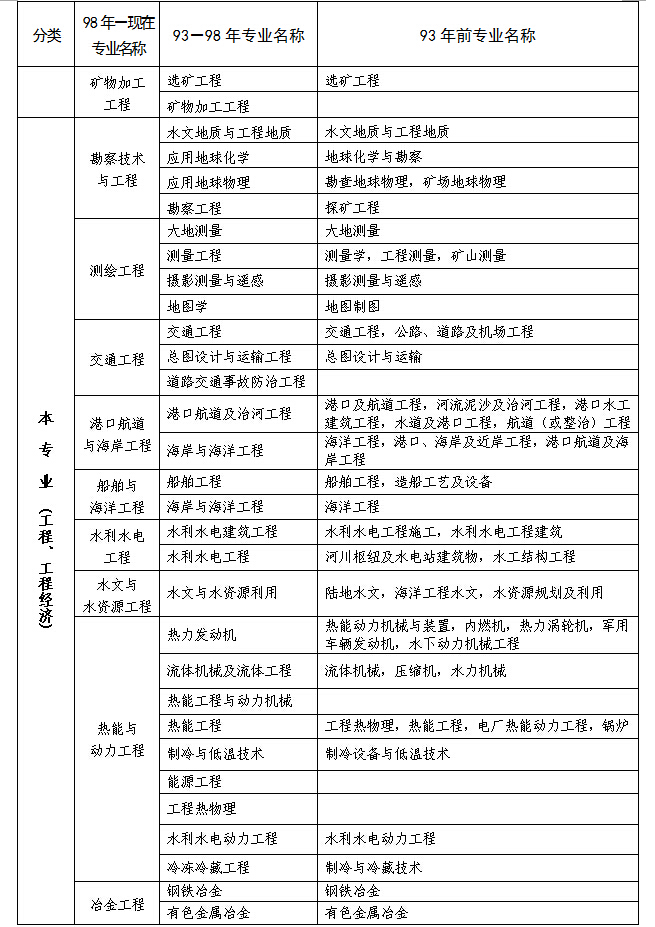 分类
98 年—现在
专业名称
93—98 年专业名称
93 年前专业名称
矿物加工
工程
选矿工程
选矿工程
矿物加工工程
本专业（工程、工程经济）
勘察技术
与工程
水文地质与工程地质
水文地质与工程地质
应用地球化学
地球化学与勘察
应用地球物理
勘查地球物理，矿场地球物理
勘察工程
探矿工程
测绘工程
大地测量
大地测量
测量工程
测量学，工程测量，矿山测量
摄影测量与遥感
摄影测量与遥感
地图学
地图制图
交通工程
交通工程
交通工程，公路、道路及机场工程
总图设计与运输工程
总图设计与运输
道路交通事故防治工程
港口航道
与海岸工程
港口航道及治河工程
港口及航道工程，河流泥沙及治河工程，港口水工
建筑工程，水道及港口工程，航道（或整治）工程
海岸与海洋工程
海洋工程，港口、海岸及近岸工程，港口航道及海
岸工程
船舶与
海洋工程
船舶工程
船舶工程，造船工艺及设备
海岸与海洋工程
海洋工程
水利水电
工程
水利水电建筑工程
水利水电工程施工，水利水电工程建筑
水利水电工程
河川枢纽及水电站建筑物，水工结构工程
水文与
水资源工程
水文与水资源利用
陆地水文，海洋工程水文，水资源规划及利用
热能与
动力工程
热力发动机
热能动力机械与装置，内燃机，热力涡轮机，军用
车辆发动机，水下动力机械工程
流体机械及流体工程
流体机械，压缩机，水力机械
热能工程与动力机械
热能工程
工程热物理，热能工程，电厂热能动力工程，锅炉
制冷与低温技术
制冷设备与低温技术
能源工程
工程热物理
水利水电动力工程
水利水电动力工程
冷冻冷藏工程
制冷与冷藏技术
冶金工程
钢铁冶金
钢铁冶金
有色金属冶金
有色金属冶金